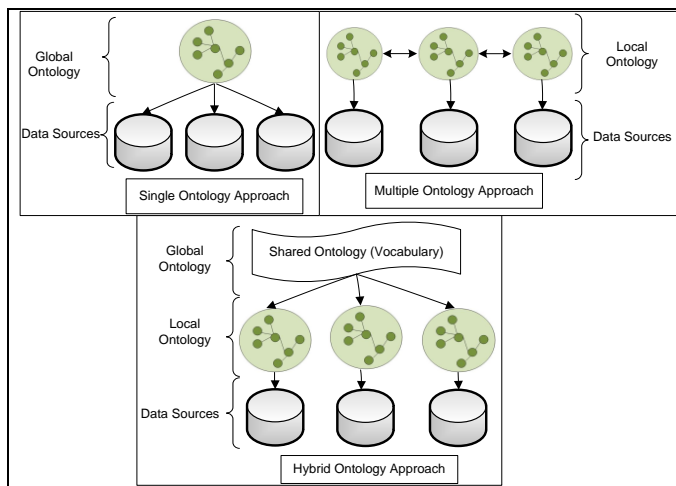 Global
Ontology
Data Sources
Single Ontology Approach
Local
Ontology
Data Sources
Multiple Ontology Approach
Global
Ontology
Shared Ontology (Vocabulary)
Local
Ontology
Data Sources
Hybrid Ontology Approach